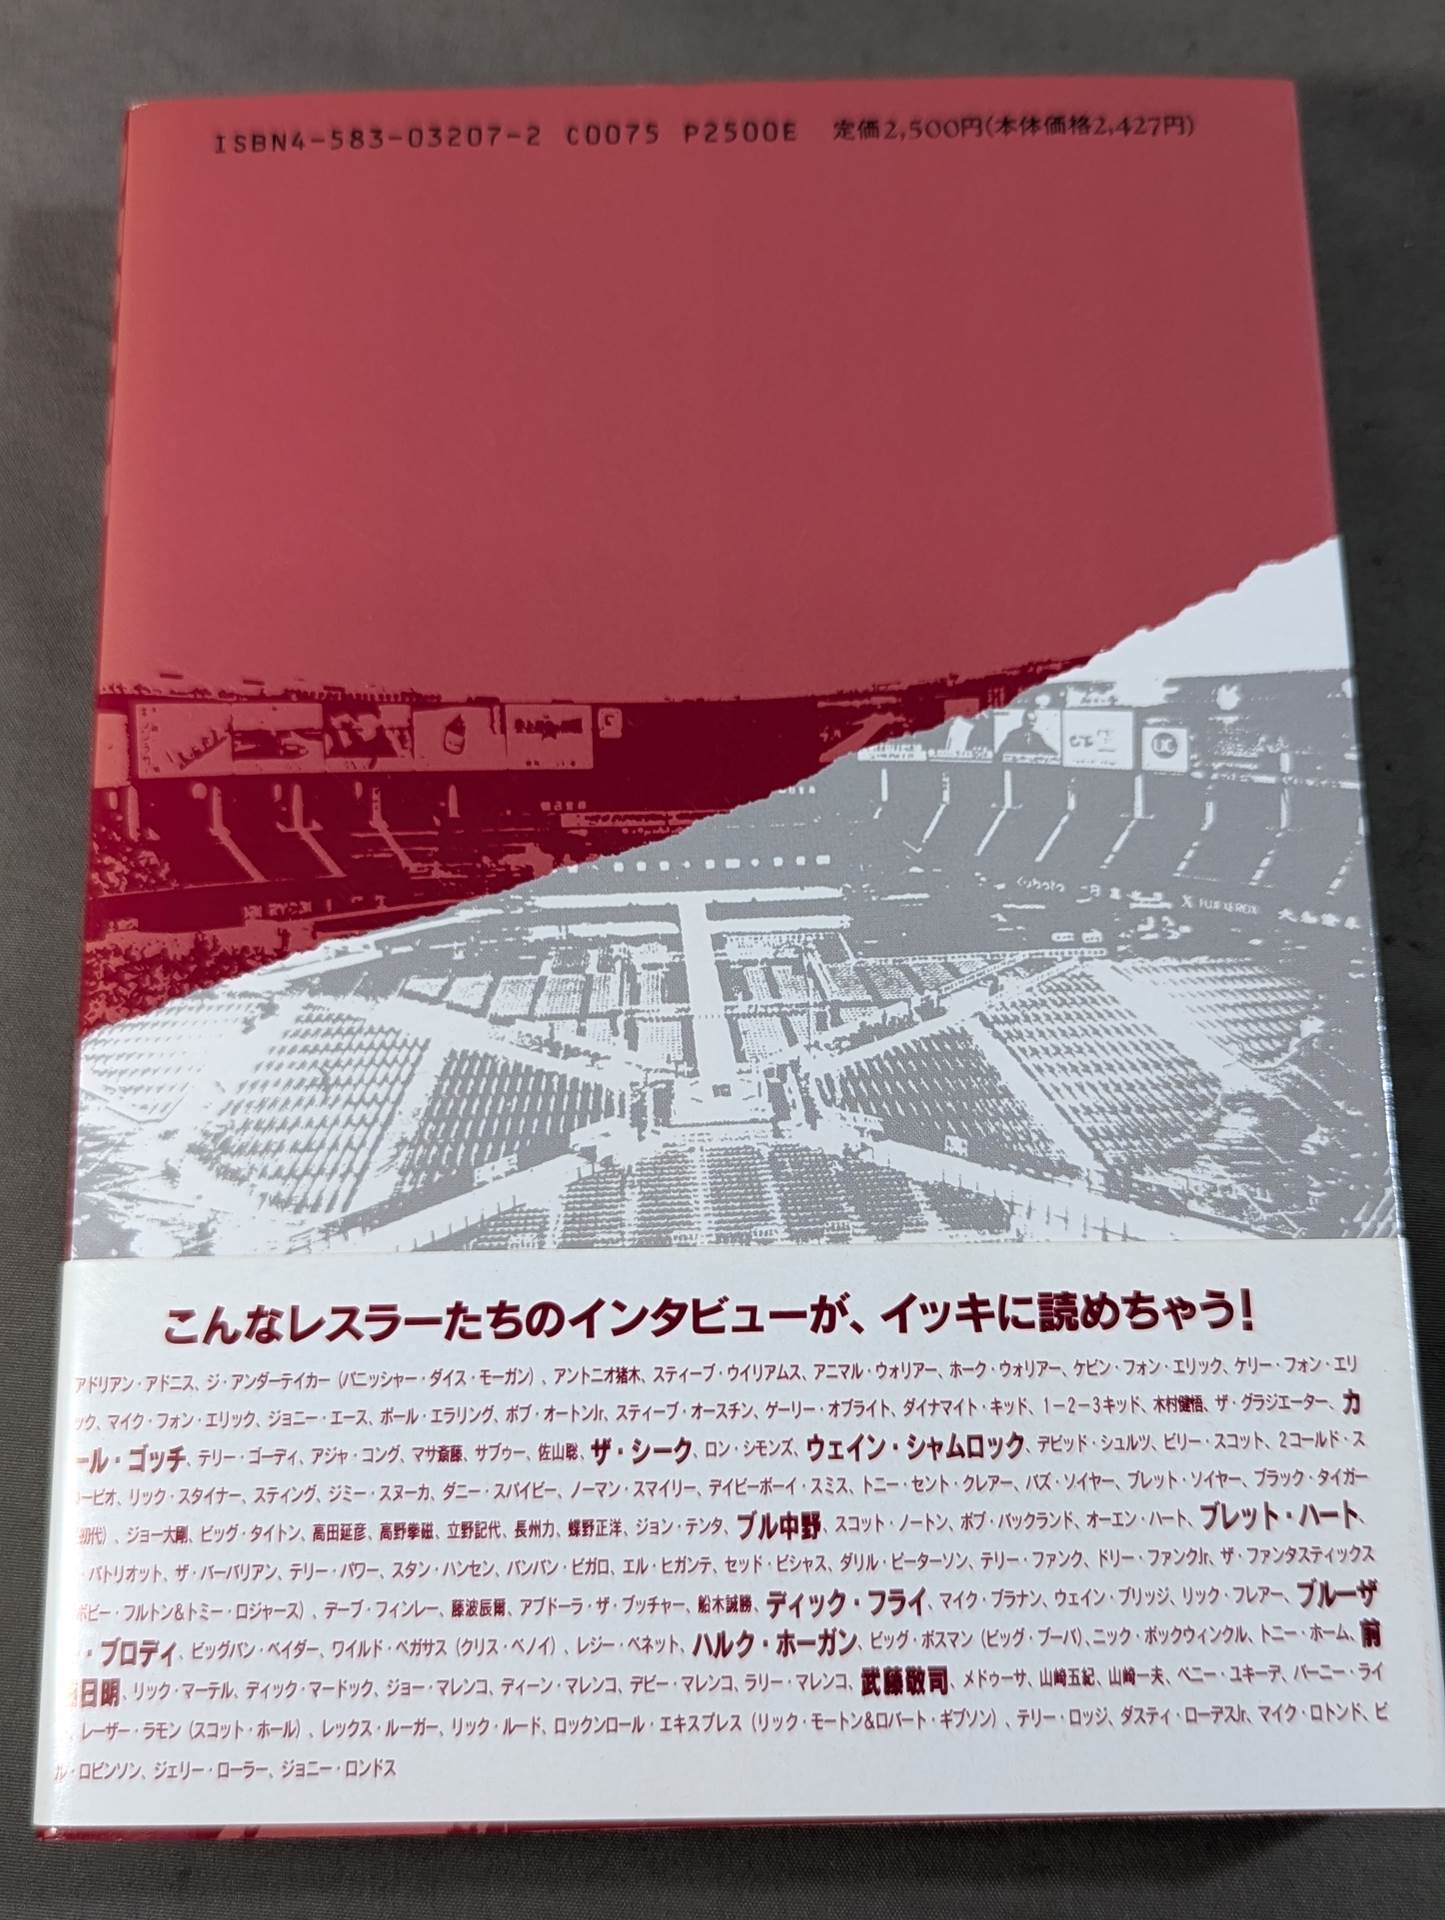 ISBN4-583-03207-2 C0075 P2500E 定価2,500円(本体価格2,427円)
UC
Kubota
FUJI XEROX
こんなレスラーたちのインタビューが、イッキに読めちゃう!
アドリアン・アドニス、ジ・アンダーテイカー(パニッシャー・ダイス・モーガン)、アントニオ猪木、スティーブ・ウイリアムス、アニマル・ウォリアー、ホーク・ウォリアー、ケビン・フォン・エリック、ケリー・フォン・エリ
ック、マイク・フォン・エリック、ジョニー・エース、ポール・エラリング、ボブ・オートンJr、スティーブ・オースチン、ゲーリー・オブライト、ダイナマイト・キッド、1-2-3キッド、木村健悟、ザ・グラジエーター、カ
ール・ゴッチ、テリー・ゴーディ、アジャ・コング、マサ斎藤、サブゥー、佐山聡、ザ・シーク、ロン・シモンズ、ウェイン・シャムロック、デビッド・シュルツ、ビリー・スコット、2コールド・ス
コーピオ、リック・スタイナー、スティング、ジミー・スヌーカ、ダニー・スパイビー、ノーマン・スマイリー、デイビーボーイ・スミス、トニー・セント・クレアー、バズ・ソイヤー、ブレット・ソイヤー、ブラック・タイガー
初代)、ジョー大剛、ビッグ・タイトン、高田延彦、高野拳磁、立野記代、長州力、蝶野正洋、ジョン・テンタ、ブル中野、スコット・ノートン、ボブ・バックランド、オーエン・ハート、ブレット・ハート、
・パトリオット、ザ・バーバリアン、テリー・パワー、スタン・ハンセン、バンバン・ビガロ、エル・ヒガンテ、セッド・ビシャス、ダリル・ピーターソン、テリー・ファンク、ドリー・ファンクJr、ザ・ファンタスティックス
ボビー・フルトン&トミー・ロジャース)、デーブ・フィンレー、藤波辰爾、アブドーラ・ザ・ブッチャー、船木誠勝、ディック・フライ、マイク・ブラナン、ウェイン・ブリッジ、リック・フレアー、ブルーザ
ー・ブロディ、ビッグバン・ベイダー、ワイルド・ペガサス(クリス・ベノイ)、レジー・ベネット、ハルク・ホーガン、ビッグ・ボスマン(ビッグ・ブーバ)、ニック・ボックウィンクル、トニー・ホーム、前
田日明、リック・マーテル、ディック・マードック、ジョー・マレンコ、ディーン・マレンコ、デビー・マレンコ、ラリー・マレンコ、武藤敬司、メドゥーサ、山崎五紀、山崎一夫、ベニー・ユキーデ、バーニー・ライ
、レーザー・ラモン(スコット・ホール)、レックス・ルーガー、リック・ルード、ロックンロール・エキスプレス(リック・モートン&ロバート・ギブソン)、テリー・ロッジ、ダスティ・ローデスJr、マイク・ロトンド、ビ
ル・ロビンソン、ジェリー・ローラー、ジョニー・ロンドス